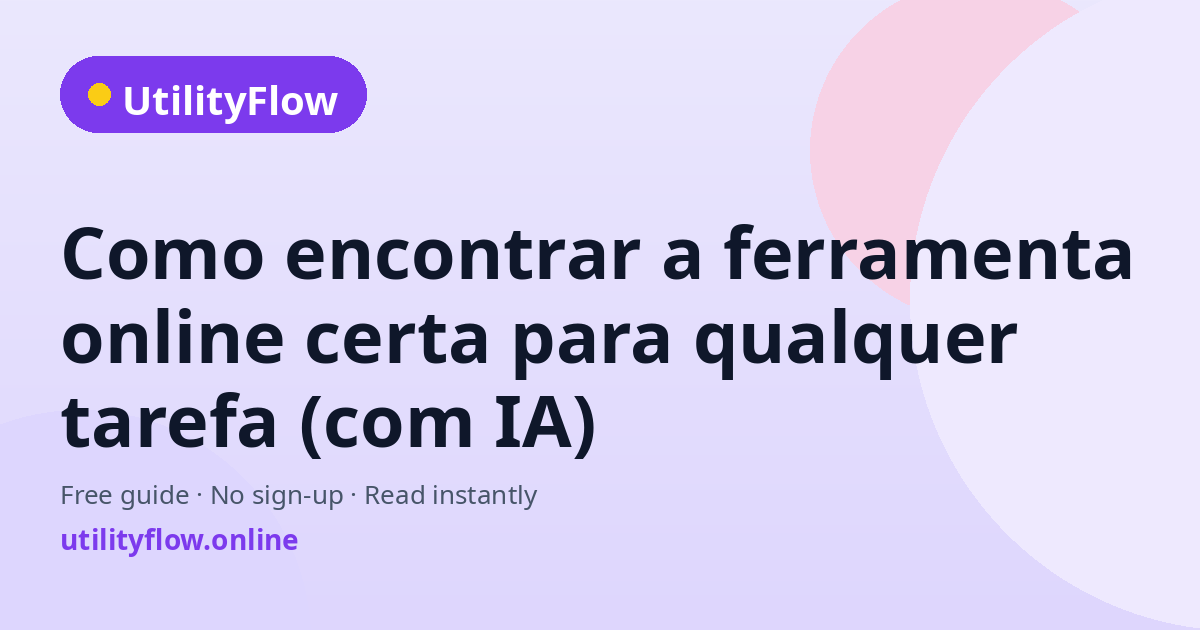 UtilityFlow
Como encontrar a ferramenta
online certa para qualquer
tarefa (com IA)
Free guide · No sign-up · Read instantly
utilityflow.online